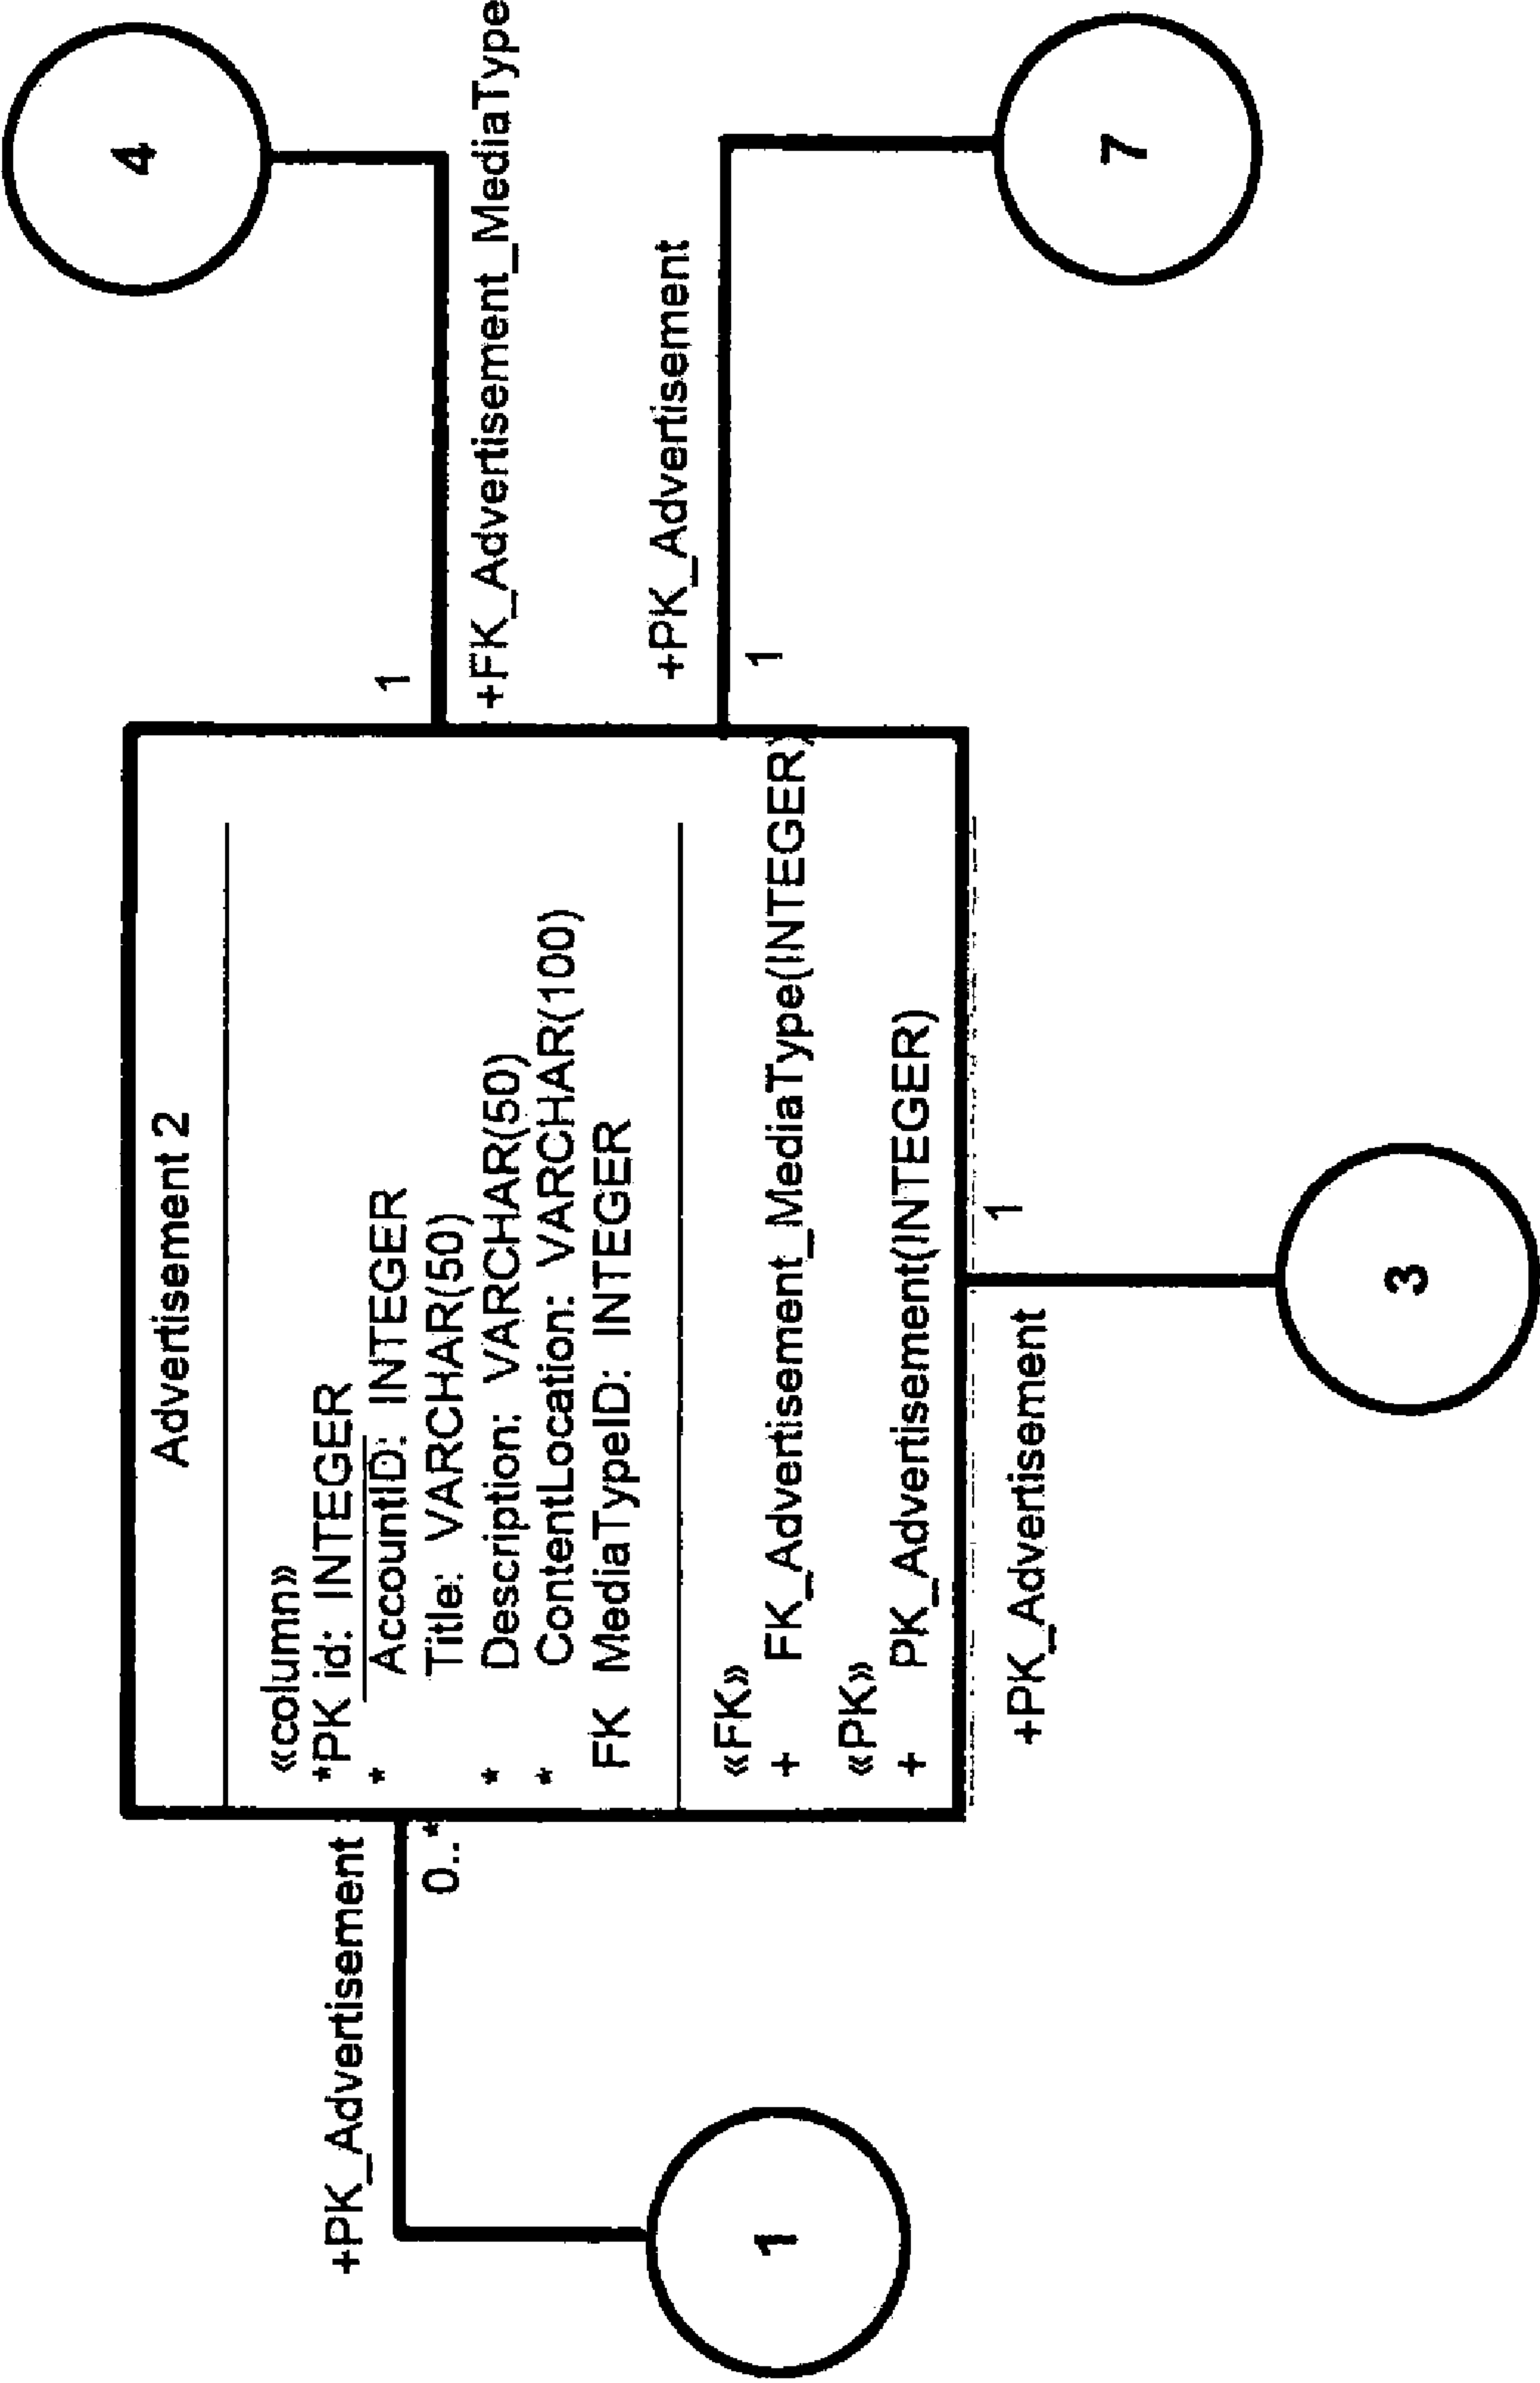 Advertisement 2
«column»
*PK id: INTEGER
* AccountID: INTEGER
Title: VARCHAR(50)
* Description: VARCHAR(50)
* ContentLocation: VARCHAR(100)
FK MediaTypeID: INTEGER
«FK»
+ FK_Advertisement_MediaType(INTEGER)
«PK»
+ PK_Advertisement(INTEGER)
+PK_Advertisement
0..*
1
1
+FK_Advertisement_MediaType
4
+PK_Advertisement
1
7
+PK_Advertisement
1
3